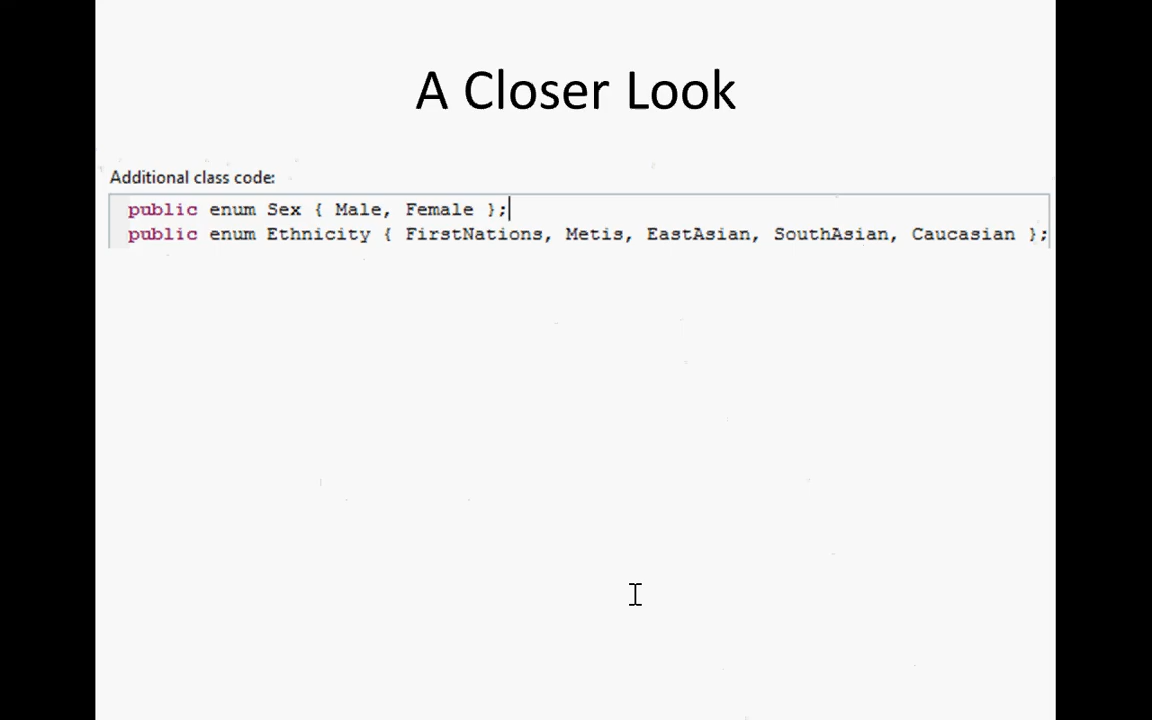 A Closer Look
Additional class code:
public enum Sex { Male, Female };
public enum Ethnicity { FirstNations, Metis, EastAsian, SouthAsian, Caucasian };